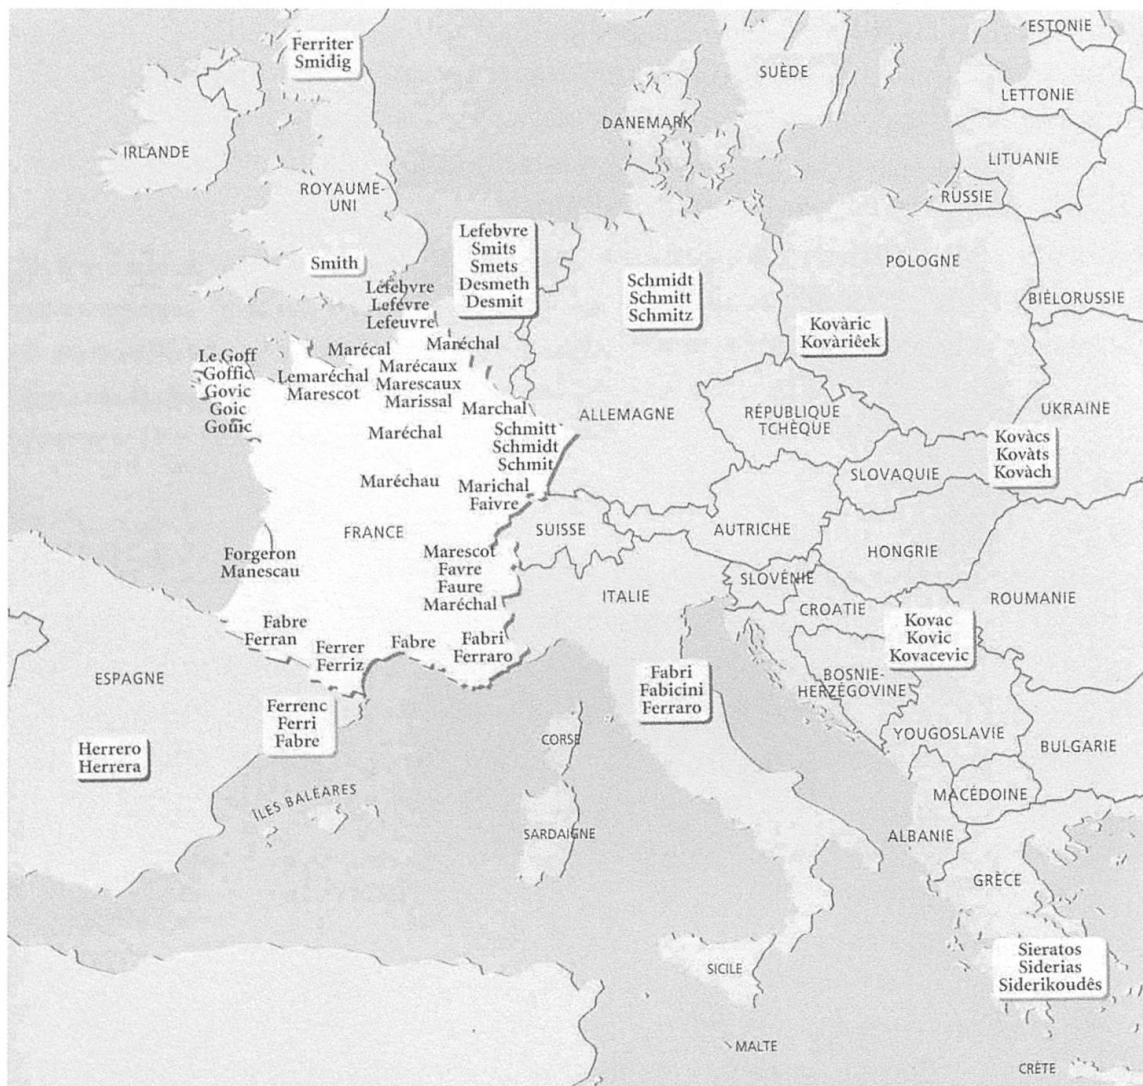 Ferriter
Smidig
ESTONIE
SUÈDE
LETTONIE
DANEMARK
IRLANDE
LITUANIE
ROYAUME-
UNI
RUSSIE
Lefebvre
Smits
Smets
Desmeth
Desmit
POLOGNE
Smith
Schmidt
Schmitt
Schmitz
Lefebvre
Lefèvre
Lefeuvre
BIÉLORUSSIE
Kovàric
Kovàriêek
Maréchal
Marécal
Le Goff
Goffic
Govic
Goic
Gouic
Lemaréchal
Marescot
Marécaux
Marescaux
Marissal
Marchal
ALLEMAGNE
RÉPUBLIQUE
TCHÈQUE
UKRAINE
Maréchal
Schmitt
Schmidt
Schmit
Kovàcs
Kovàts
Kovàch
SLOVAQUIE
Maréchau
Marichal
Faivre
FRANCE
SUISSE
AUTRICHE
HONGRIE
Forgeron
Manescau
Marescot
Favre
Faure
Maréchal
SLOVÉNIE
ITALIE
CROATIE
ROUMANIE
Kovac
Kovic
Kovacevic
Fabre
Ferran
Ferrer
Ferriz
Fabre
Fabri
Ferraro
ESPAGNE
Fabri
Fabicini
Ferraro
BOSNIE-
HERZÉGOVINE
Ferrenc
Ferri
Fabre
YOUGOSLAVIE
Herrero
Herrera
CORSE
BULGARIE
ÎLES BALÉARES
MACÉDOINE
SARDAIGNE
ALBANIE
GRÈCE
Sieratos
Siderias
Siderikoudês
SICILE
MALTE
CRÈTE